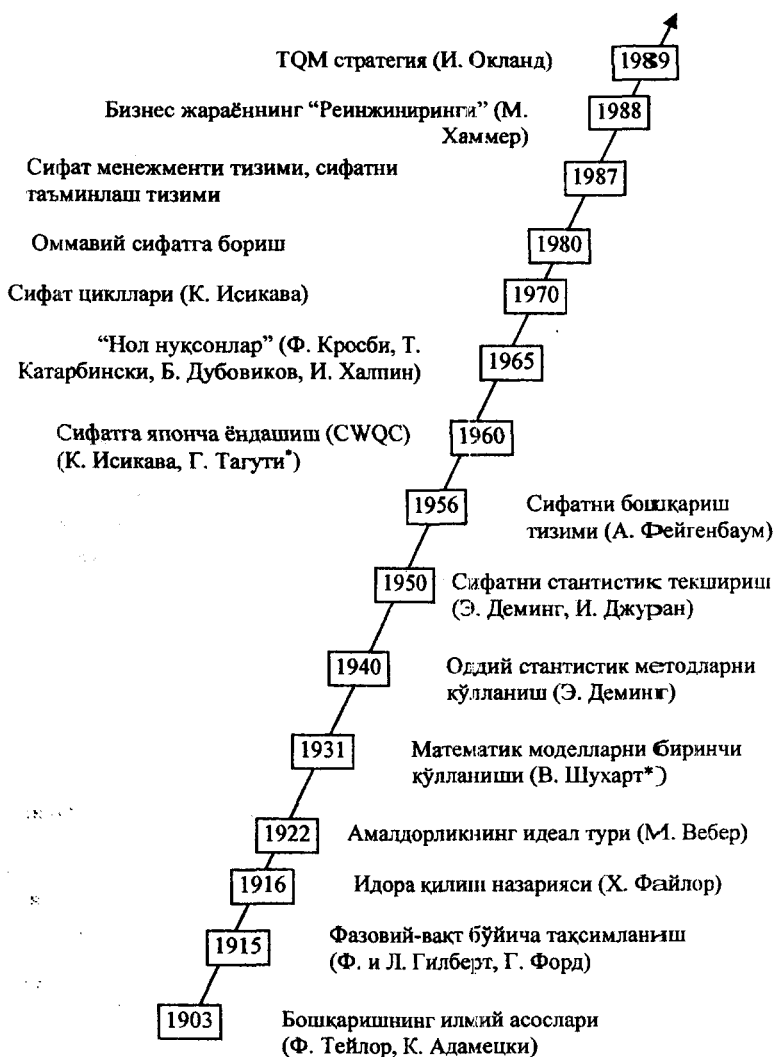 TQM стратегия (И. Окланд)
1989
Бизнес жараённинг “Реинжиниринги” (М.
Хаммер)
1988
Сифат менежменти тизими, сифатни
таъминлаш тизими
1987
Оммавий сифатга бориш
1980
Сифат цикллари (К. Исикава)
1970
“Нол нуқсонлар” (Ф. Кросби, Т.
Катарбински, Б. Дубовиков, И. Халпин)
1965
Сифатга японча ёндашиш (CWQC)
(К. Исикава, Г. Тагути*)
1960
1956
Сифатни бошқариш
тизими (А. Фейгенбаум)
1950
Сифатни стантистик текшириш
(Э. Деминг, И. Джуран)
1940
Оддий стантистик методларни
қўлланиш (Э. Деминг)
1931
Математик моделларни биринчи
қўлланиши (В. Шухарт*)
1922
Амалдорликнинг идеал тури (М. Вебер)
1916
Идора қилиш назарияси (Х. Файлор)
1915
Фазовий-вақт бўйича тақсимланиш
(Ф. и Л. Гилберт, Г. Форд)
1903
Бошқаришнинг илмий асослари
(Ф. Тейлор, К. Адамецки)